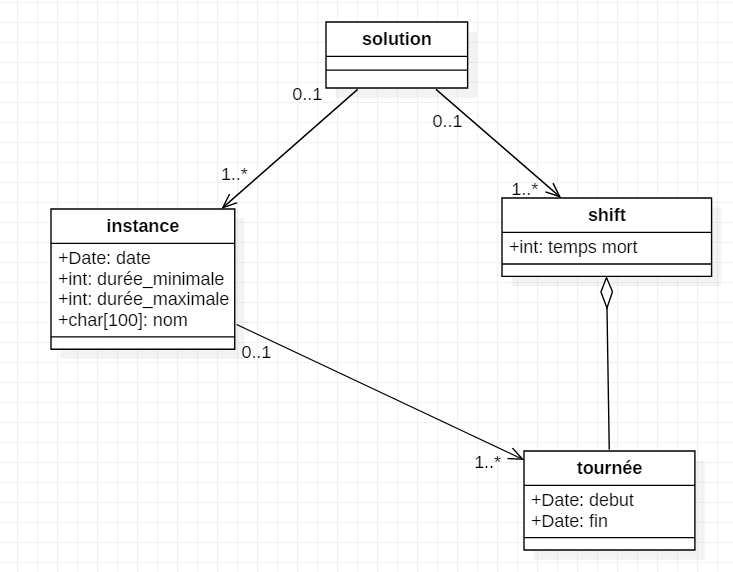 solution
0..1
0..1
1..*
1..*
instance
+Date: date
+int: durée_minimale
+int: durée_maximale
+char[100]: nom
shift
+int: temps mort
0..1
1..*
tournée
+Date: debut
+Date: fin